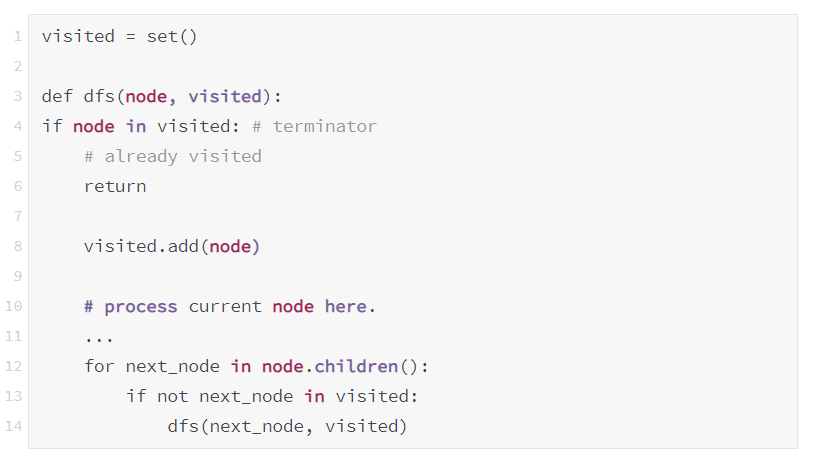 1 visited = set()
2
3 def dfs(node, visited):
4 if node in visited: # terminator
5     # already visited
6     return
7
8     visited.add(node)
9
10     # process current node here.
11     ...
12     for next_node in node.children():
13         if not next_node in visited:
14             dfs(next_node, visited)